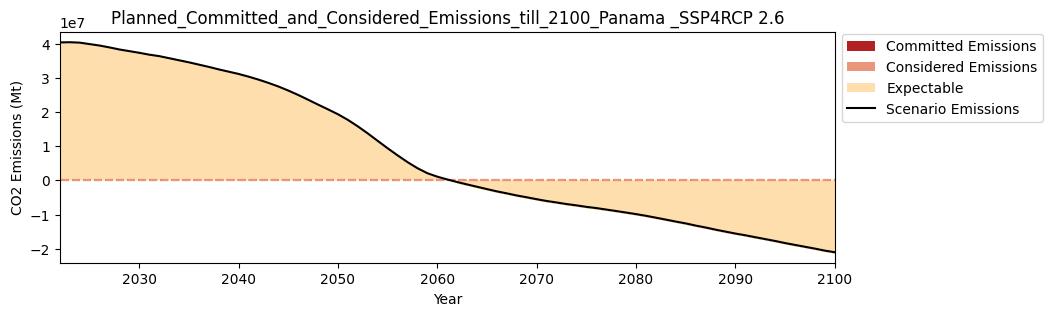 Planned_Committed_and_Considered_Emissions_till_2100_Panama _SSP4RCP 2.6
1e7
4
3
2
1
0
−1
−2
CO2 Emissions (Mt)
2030 2040 2050 2060 2070 2080 2090 2100
Year
Committed Emissions
Considered Emissions
Expectable
Scenario Emissions